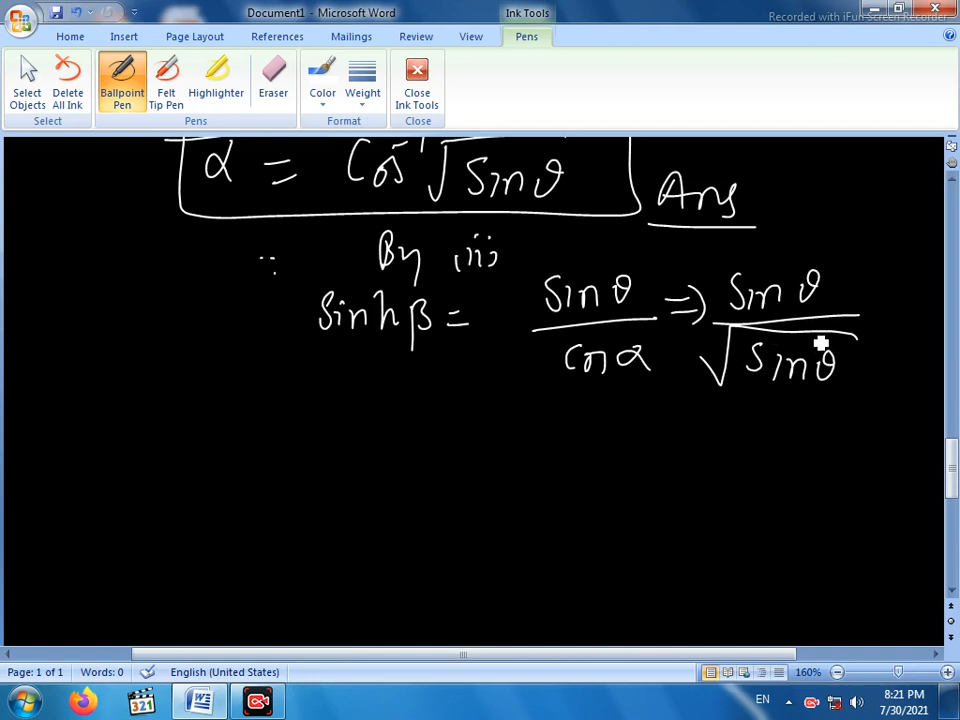 Document1 - Microsoft Word
Ink Tools
Recorded with iFun Screen Recorder
Home Insert Page Layout References Mailings Review View Pens
Select Objects
Delete All Ink
Ballpoint Pen
Felt Tip Pen
Highlighter
Eraser
Color
Weight
Close Ink Tools
Select Pens Format Close
α = Cos⁻¹ √Sinθ Ans
By (ii)
Sinhβ = Sinθ / Cosα => Sinθ / √Sinθ
Page: 1 of 1 Words: 0 English (United States) 160%
321
EN 8:21 PM
7/30/2021